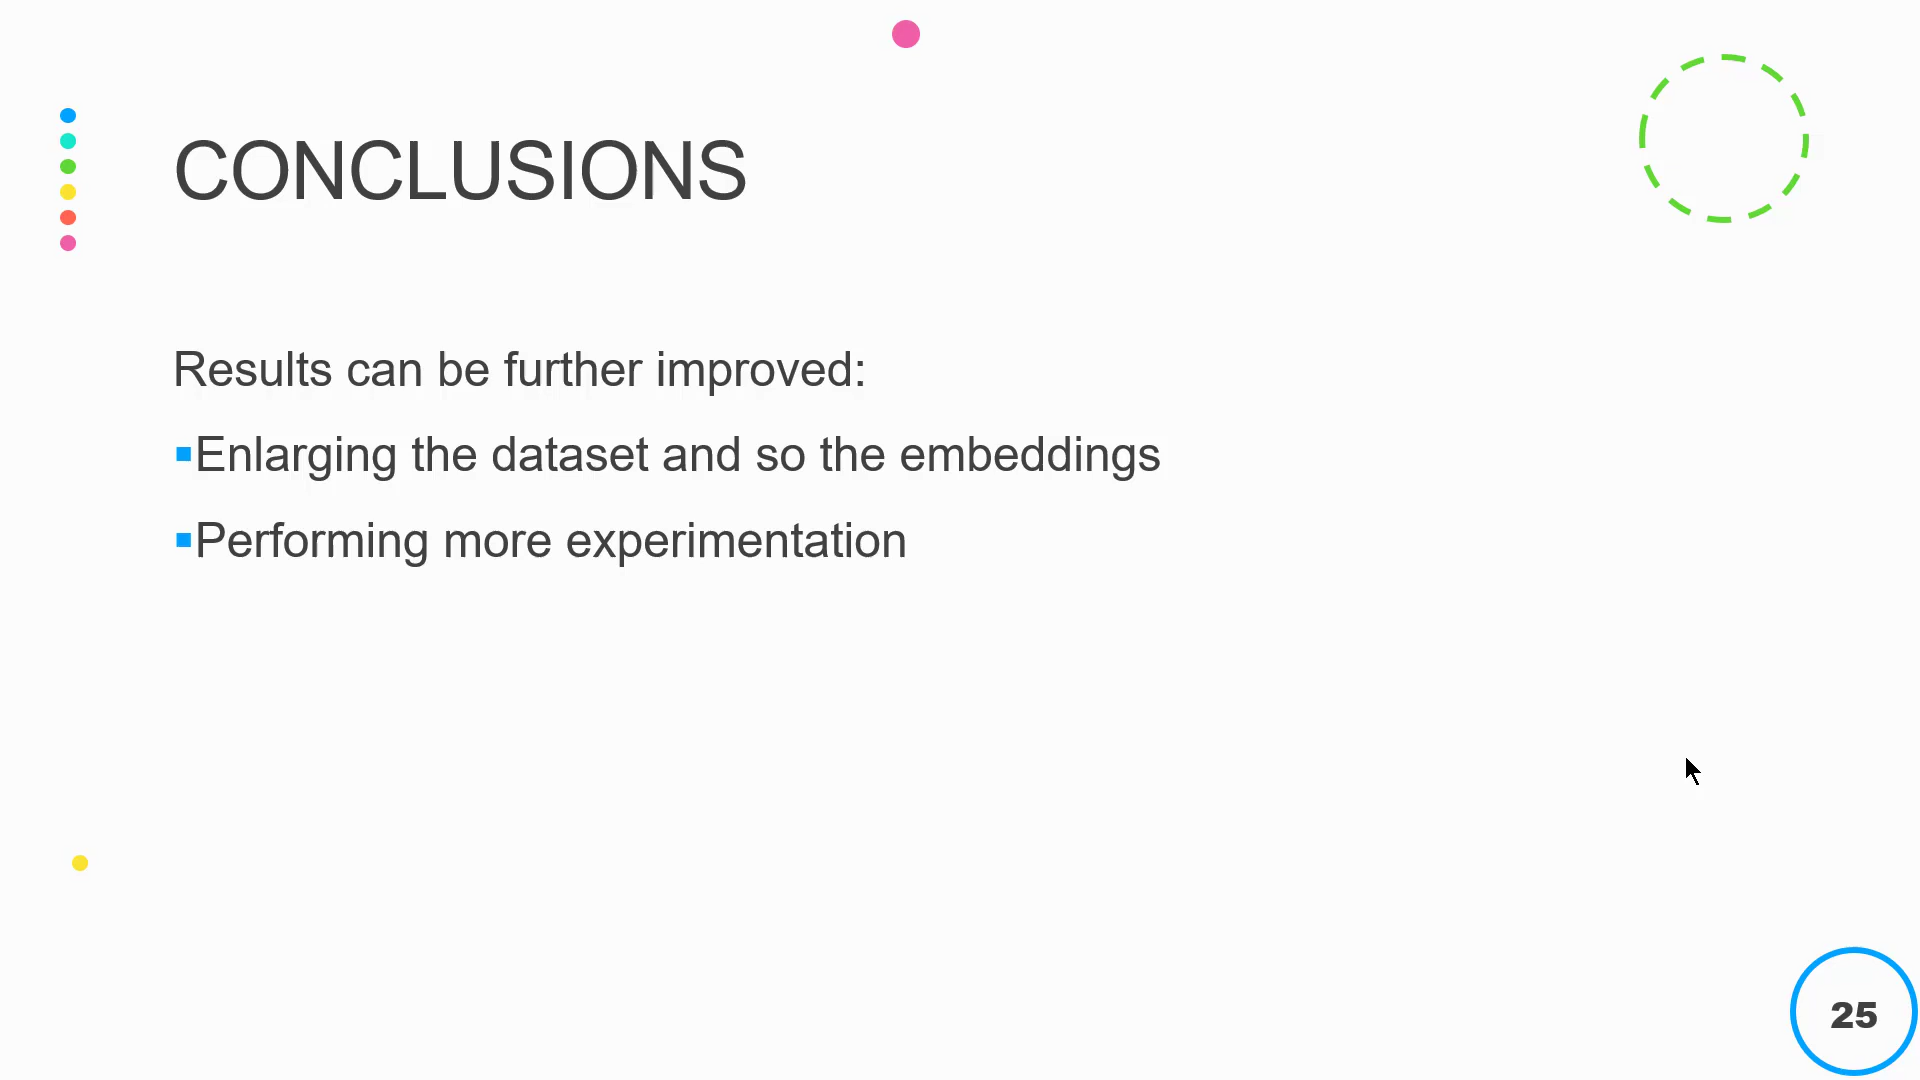 CONCLUSIONS
Results can be further improved:
▪Enlarging the dataset and so the embeddings
▪Performing more experimentation
25